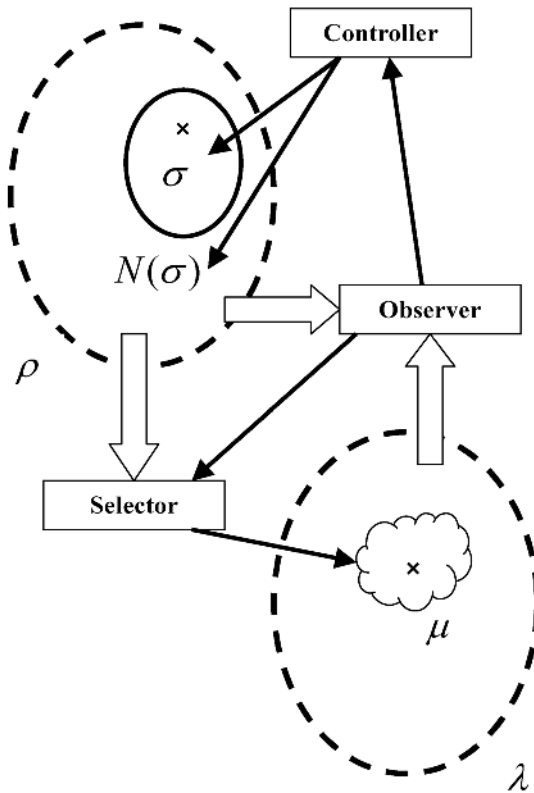 Controller
×
σ
N(σ)
Observer
ρ
Selector
×
μ
λ